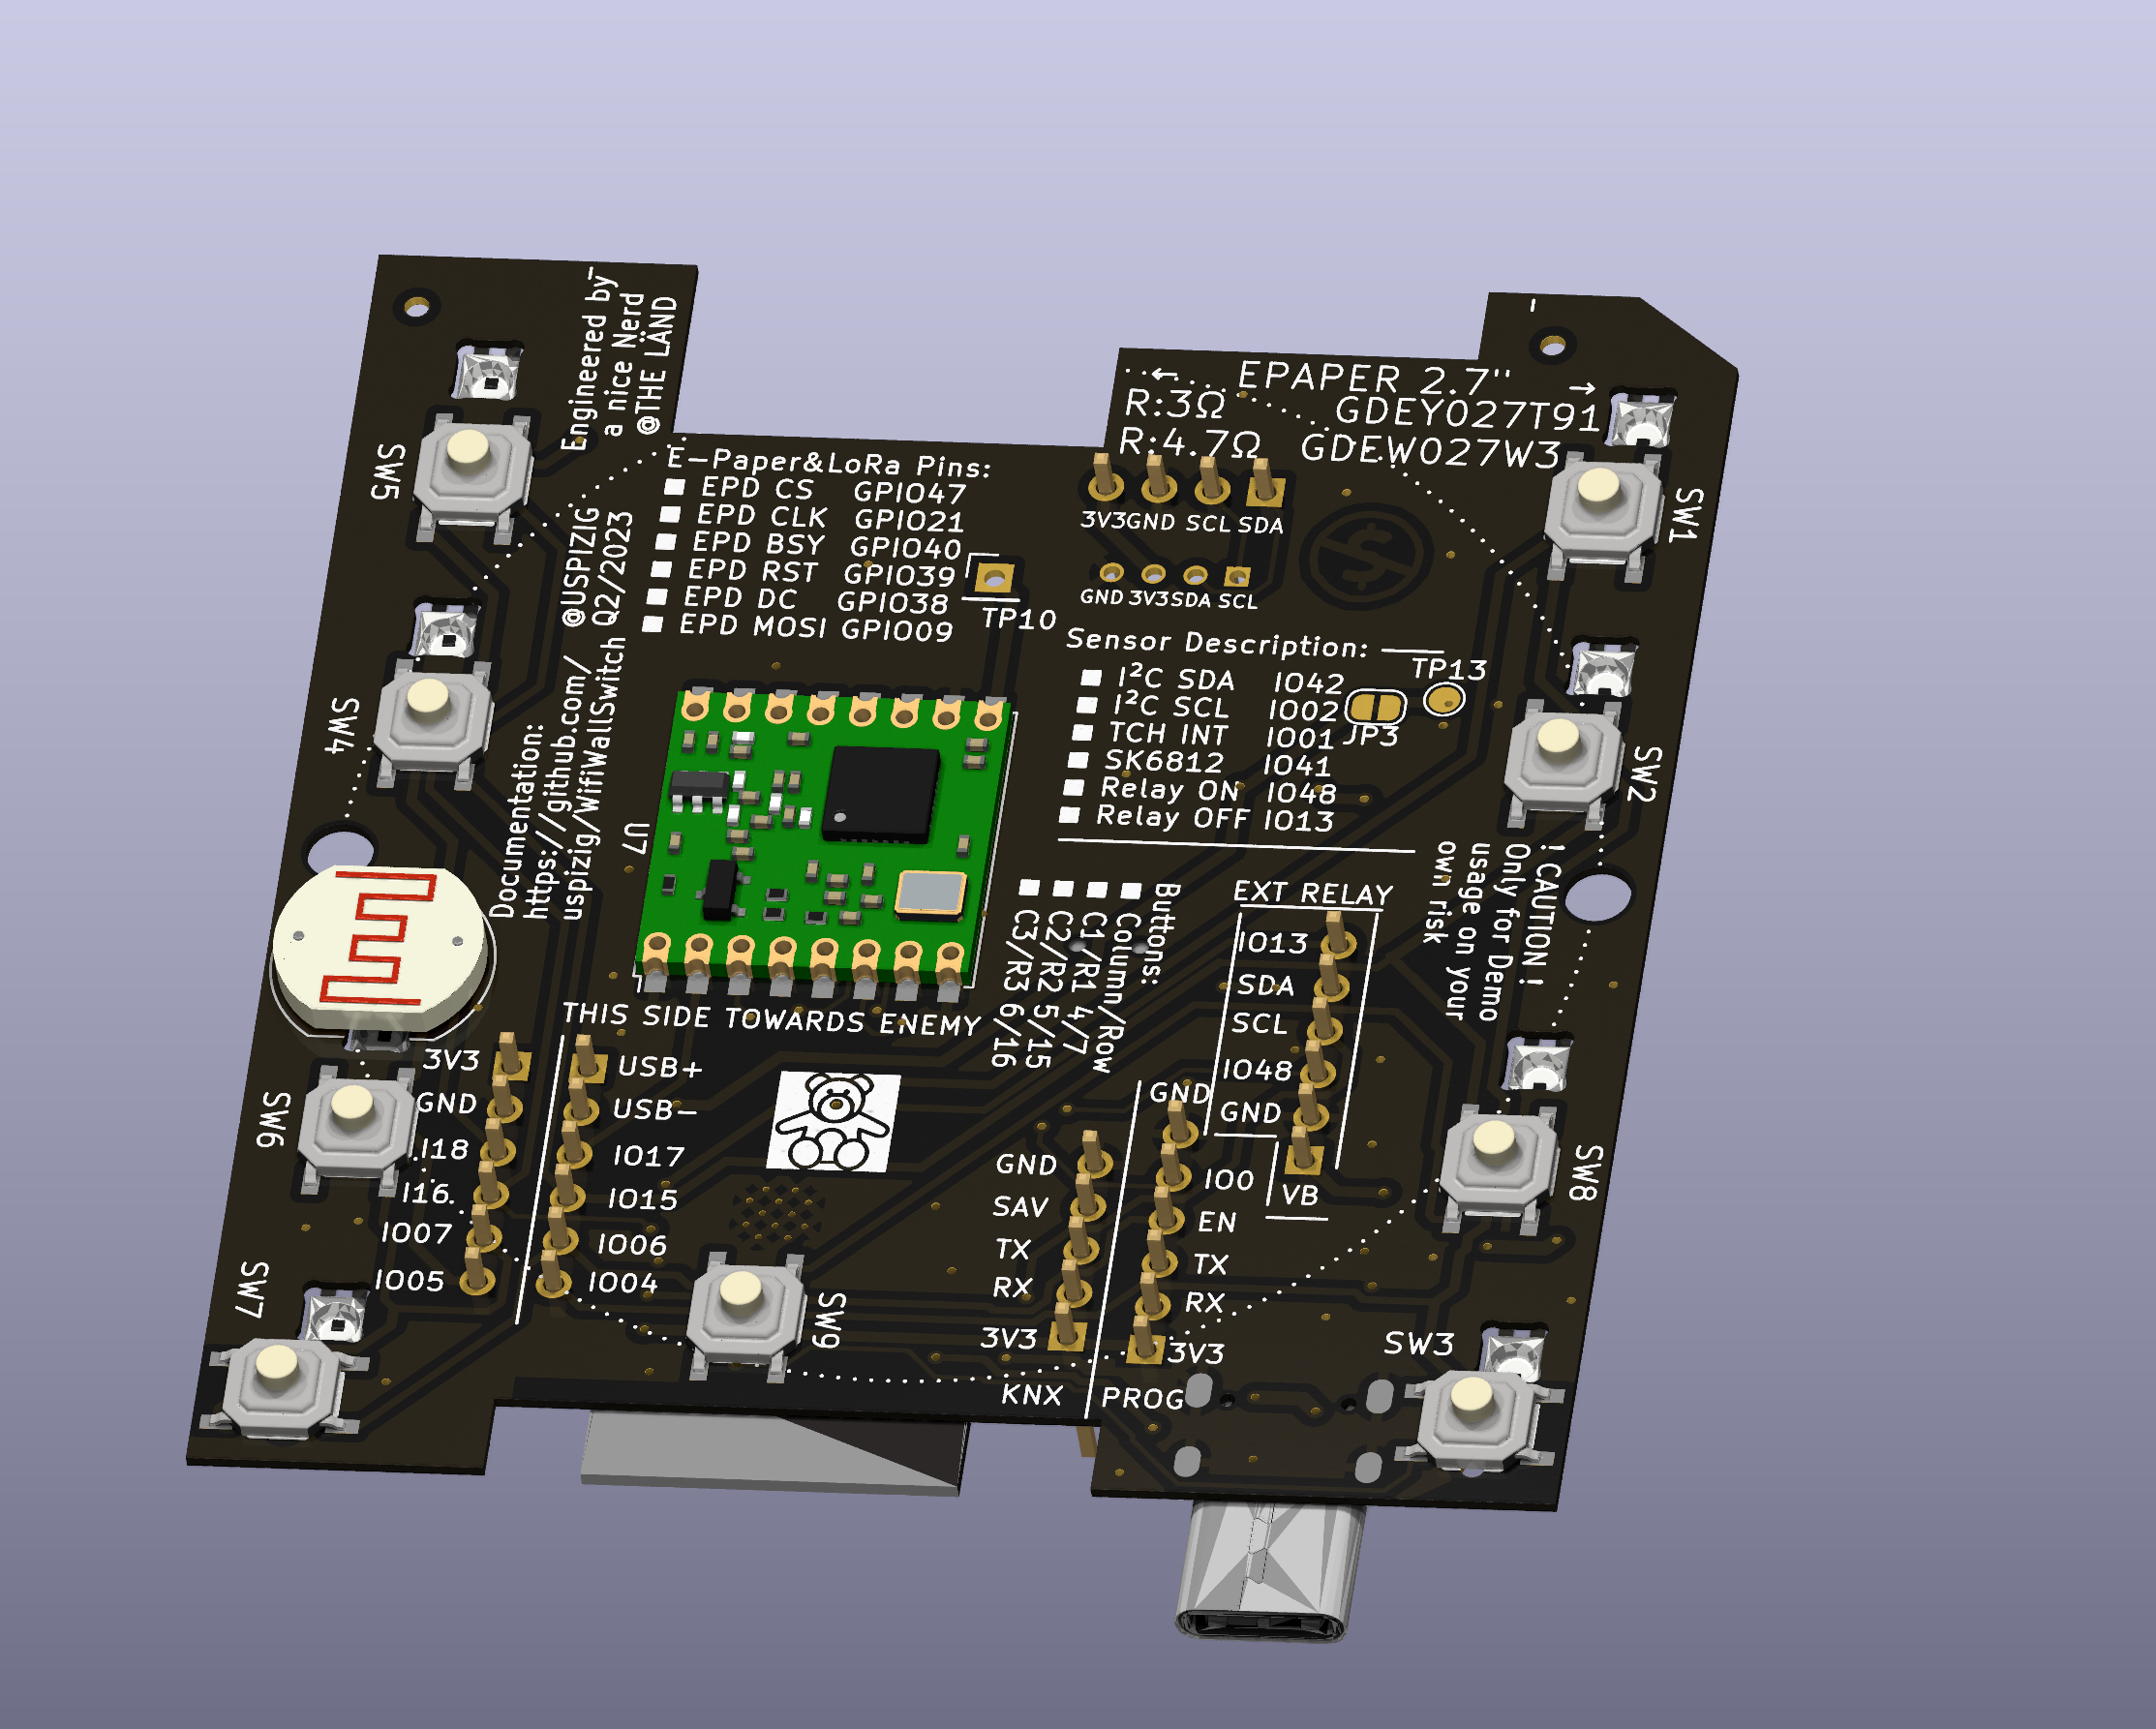 Engineered by
a nice Nerd
@THE LÄND
← EPAPER 2.7" →
R:3Ω GDEY027T91
R:4.7Ω GDEW027W3
SW5
SW1
E-Paper&LoRa Pins:
EPD CS GPIO47
EPD CLK GPIO21
EPD BSY GPIO40
EPD RST GPIO39
EPD DC GPIO38
EPD MOSI GPIO09
3V3 GND SCL SDA
GND 3V3 SDA SCL
$
TP10
Sensor Description:
I²C SDA IO42
I²C SCL IO02
TCH INT IO01
SK6812 IO41
Relay ON IO48
Relay OFF IO13
TP13
JP3
SW4
SW2
Documentation: @USPIZIG
https://github.com/ Q2/2023
uspizig/WifiWallSwitch
U7
! CAUTION !
Only for Demo
usage on your
own risk
Buttons:
Column/Row
C1/R1 4/7
C2/R2 5/15
C3/R3 6/16
EXT RELAY
IO13
SDA
SCL
IO48
GND
VB
THIS SIDE TOWARDS ENEMY
SW6
3V3
GND
I18
I16
IO07
IO05
USB+
USB-
IO17
IO15
IO06
IO04
SW8
GND
SAV
TX
RX
3V3
KNX
GND
IO0
EN
TX
RX
3V3
PROG
SW7
SW9
SW3